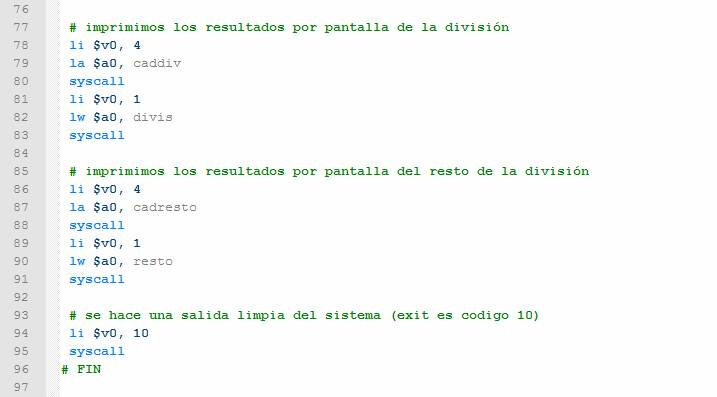 76
77 # imprimimos los resultados por pantalla de la división
78 li $v0, 4
79 la $a0, caddiv
80 syscall
81 li $v0, 1
82 lw $a0, divis
83 syscall
84
85 # imprimimos los resultados por pantalla del resto de la división
86 li $v0, 4
87 la $a0, cadresto
88 syscall
89 li $v0, 1
90 lw $a0, resto
91 syscall
92
93 # se hace una salida limpia del sistema (exit es codigo 10)
94 li $v0, 10
95 syscall
96 # FIN
97